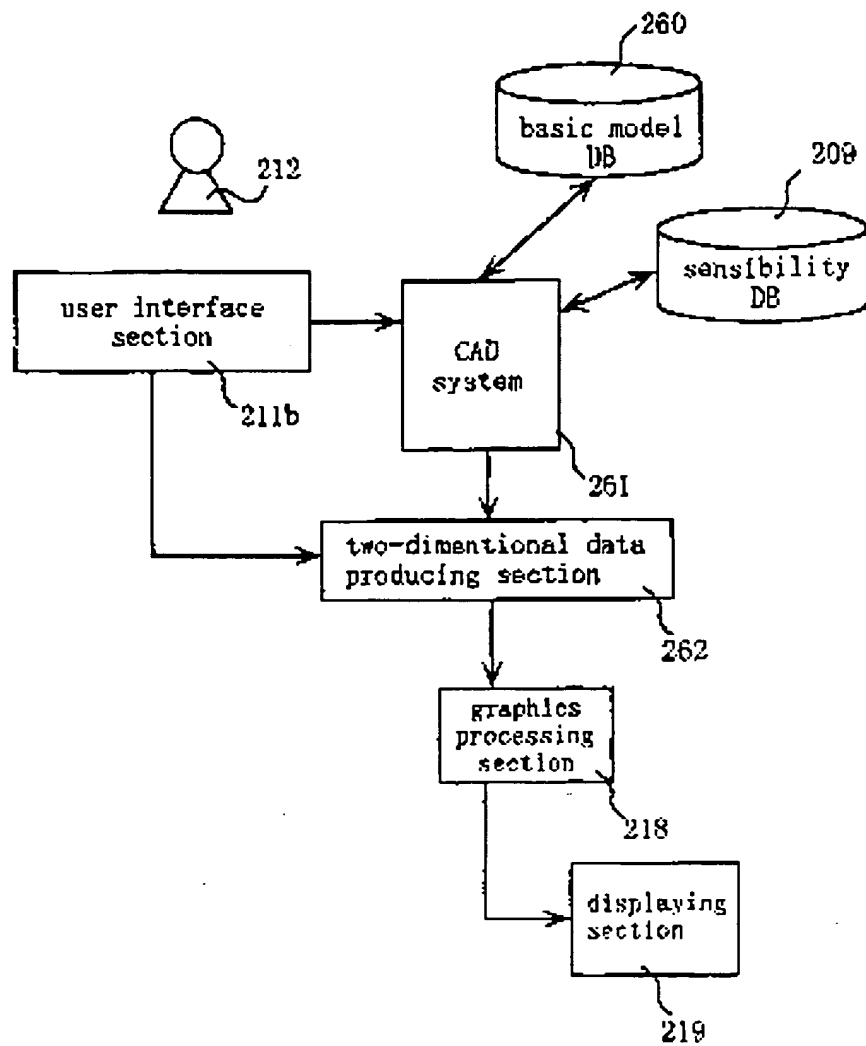 260
basic model
DB
209
212
sensibility
DB
user interface
section
CAD
system
211b
261
two-dimentional data
producing section
262
graphics
processing
section
218
displaying
section
219